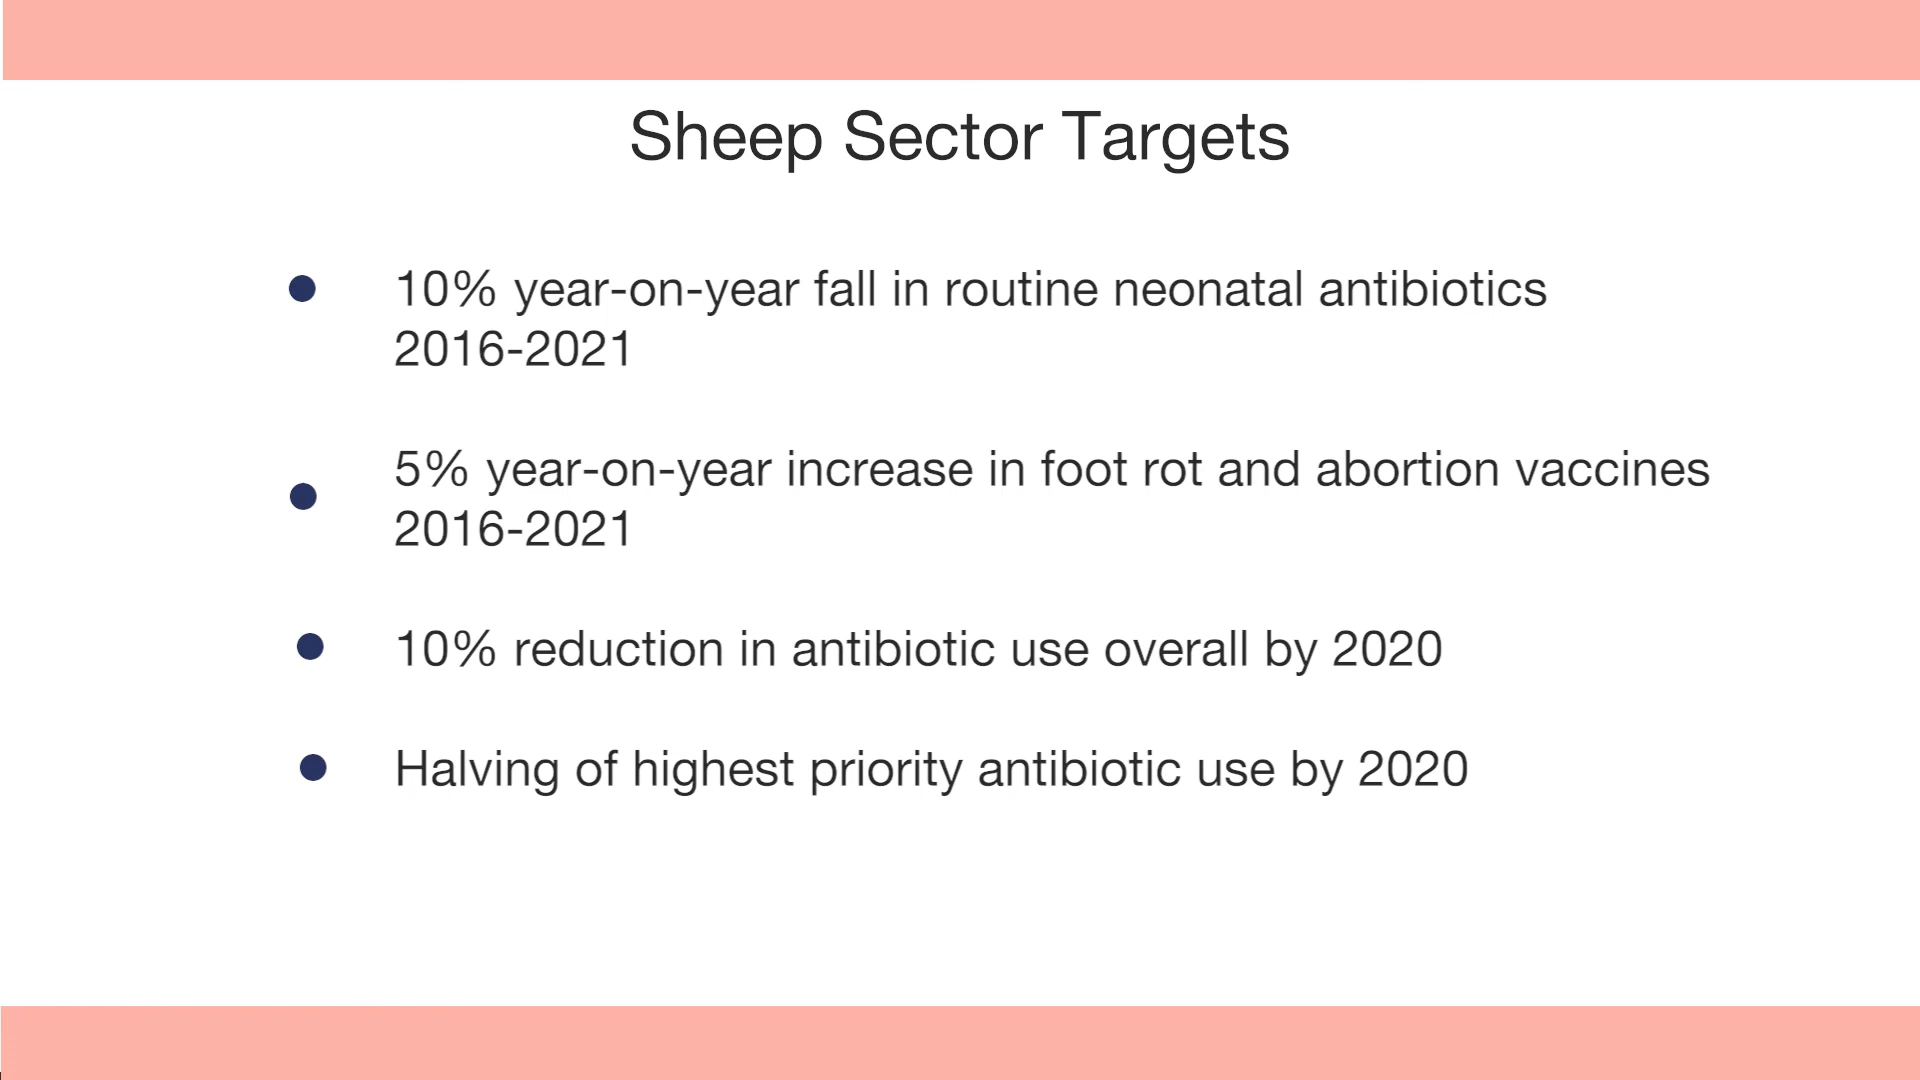 Sheep Sector Targets
10% year-on-year fall in routine neonatal antibiotics
2016-2021
5% year-on-year increase in foot rot and abortion vaccines
2016-2021
10% reduction in antibiotic use overall by 2020
Halving of highest priority antibiotic use by 2020